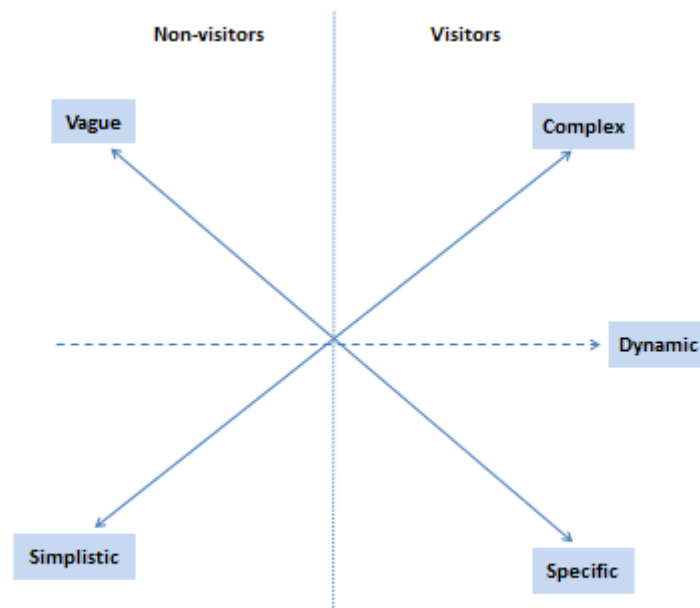 Non-visitors
Visitors
Vague
Complex
Dynamic
Simplistic
Specific